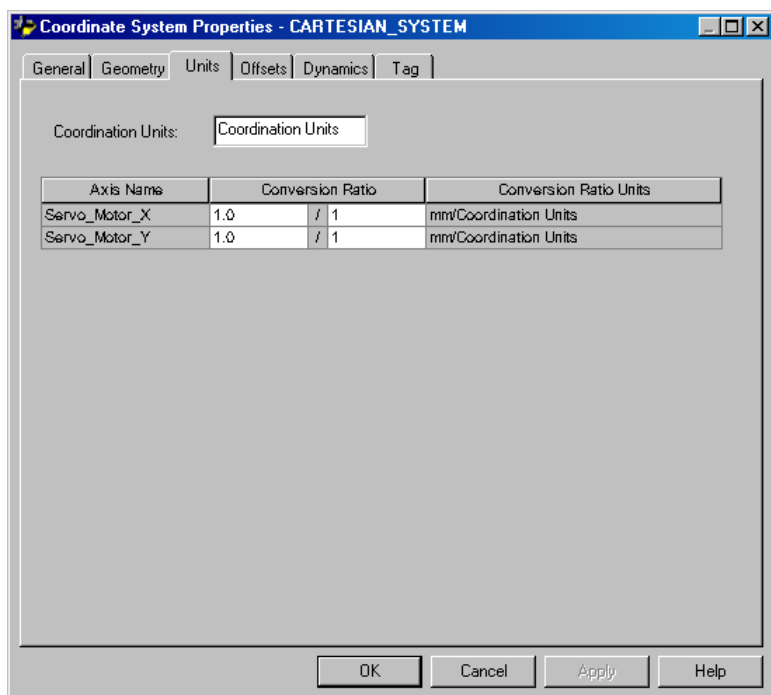 Coordinate System Properties - CARTESIAN_SYSTEM
General Geometry Units Offsets Dynamics Tag
Coordination Units: Coordination Units
Axis Name Conversion Ratio Conversion Ratio Units
Servo_Motor_X 1.0 / 1 mm/Coordination Units
Servo_Motor_Y 1.0 / 1 mm/Coordination Units
OK Cancel Apply Help